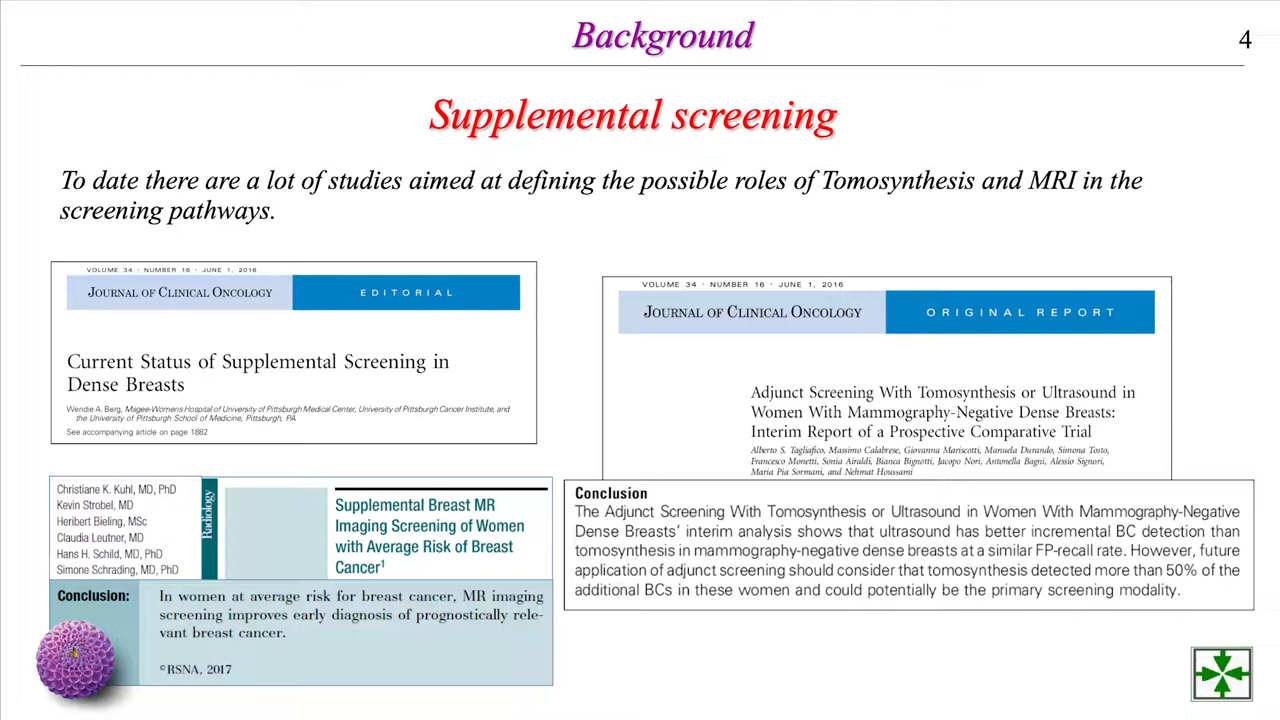 Background
4
Supplemental screening
To date there are a lot of studies aimed at defining the possible roles of Tomosynthesis and MRI in the
screening pathways.
VOLUME 34 · NUMBER 16 · JUNE 1, 2016
JOURNAL OF CLINICAL ONCOLOGY
EDITORIAL
Current Status of Supplemental Screening in
Dense Breasts
Wendie A. Berg, Magee-Womens Hospital of University of Pittsburgh Medical Center, University of Pittsburgh Cancer Institute, and
the University of Pittsburgh School of Medicine, Pittsburgh, PA
See accompanying article on page 1882
VOLUME 34 · NUMBER 16 · JUNE 1, 2016
JOURNAL OF CLINICAL ONCOLOGY
ORIGINAL REPORT
Adjunct Screening With Tomosynthesis or Ultrasound in
Women With Mammography-Negative Dense Breasts:
Interim Report of a Prospective Comparative Trial
Alberto S. Tagliafico, Massimo Calabrese, Giovanna Mariscotti, Manuela Durando, Simona Tosto,
Francesco Monetti, Sonia Airaldi, Bianca Bignotti, Jacopo Nori, Antonella Bagni, Alessio Signori,
Maria Pia Sormani, and Nehmat Houssami
Conclusion
The Adjunct Screening With Tomosynthesis or Ultrasound in Women With Mammography-Negative
Dense Breasts' interim analysis shows that ultrasound has better incremental BC detection than
tomosynthesis in mammography-negative dense breasts at a similar FP-recall rate. However, future
application of adjunct screening should consider that tomosynthesis detected more than 50% of the
additional BCs in these women and could potentially be the primary screening modality.
Christiane K. Kuhl, MD, PhD
Kevin Strobel, MD
Heribert Bieling, MSc
Claudia Leutner, MD
Hans H. Schild, MD, PhD
Simone Schrading, MD, PhD
Radiology
Supplemental Breast MR
Imaging Screening of Women
with Average Risk of Breast
Cancer¹
Conclusion:
In women at average risk for breast cancer, MR imaging
screening improves early diagnosis of prognostically rele-
vant breast cancer.
©RSNA, 2017